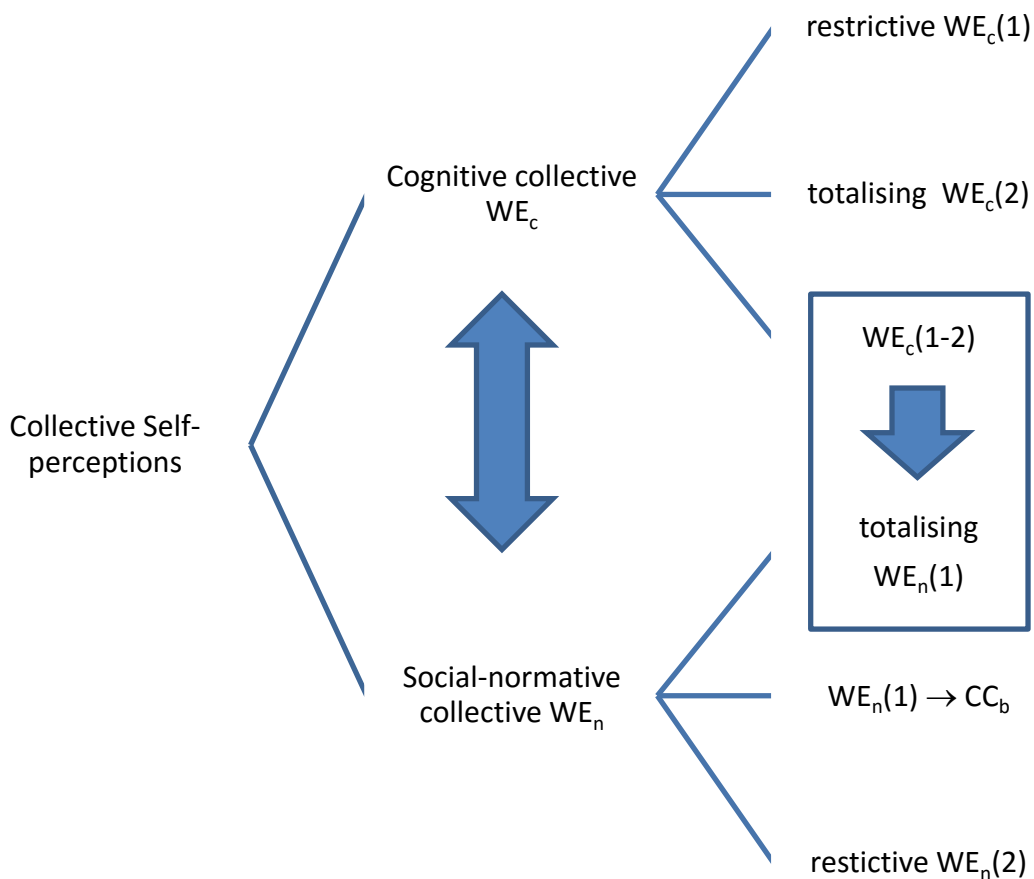 restrictive WEc(1)
Cognitive collective
WEc
totalising WEc(2)
WEc(1-2)
Collective Self-
perceptions
totalising
WEn(1)
Social-normative
collective WEn
WEn(1) → CCb
restictive WEn(2)